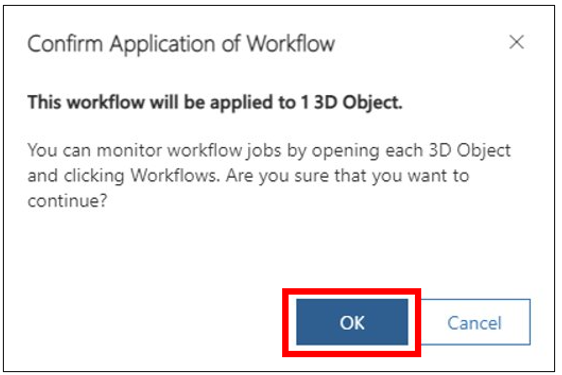 Confirm Application of Workflow
This workflow will be applied to 1 3D Object.
You can monitor workflow jobs by opening each 3D Object
and clicking Workflows. Are you sure that you want to
continue?
OK
Cancel